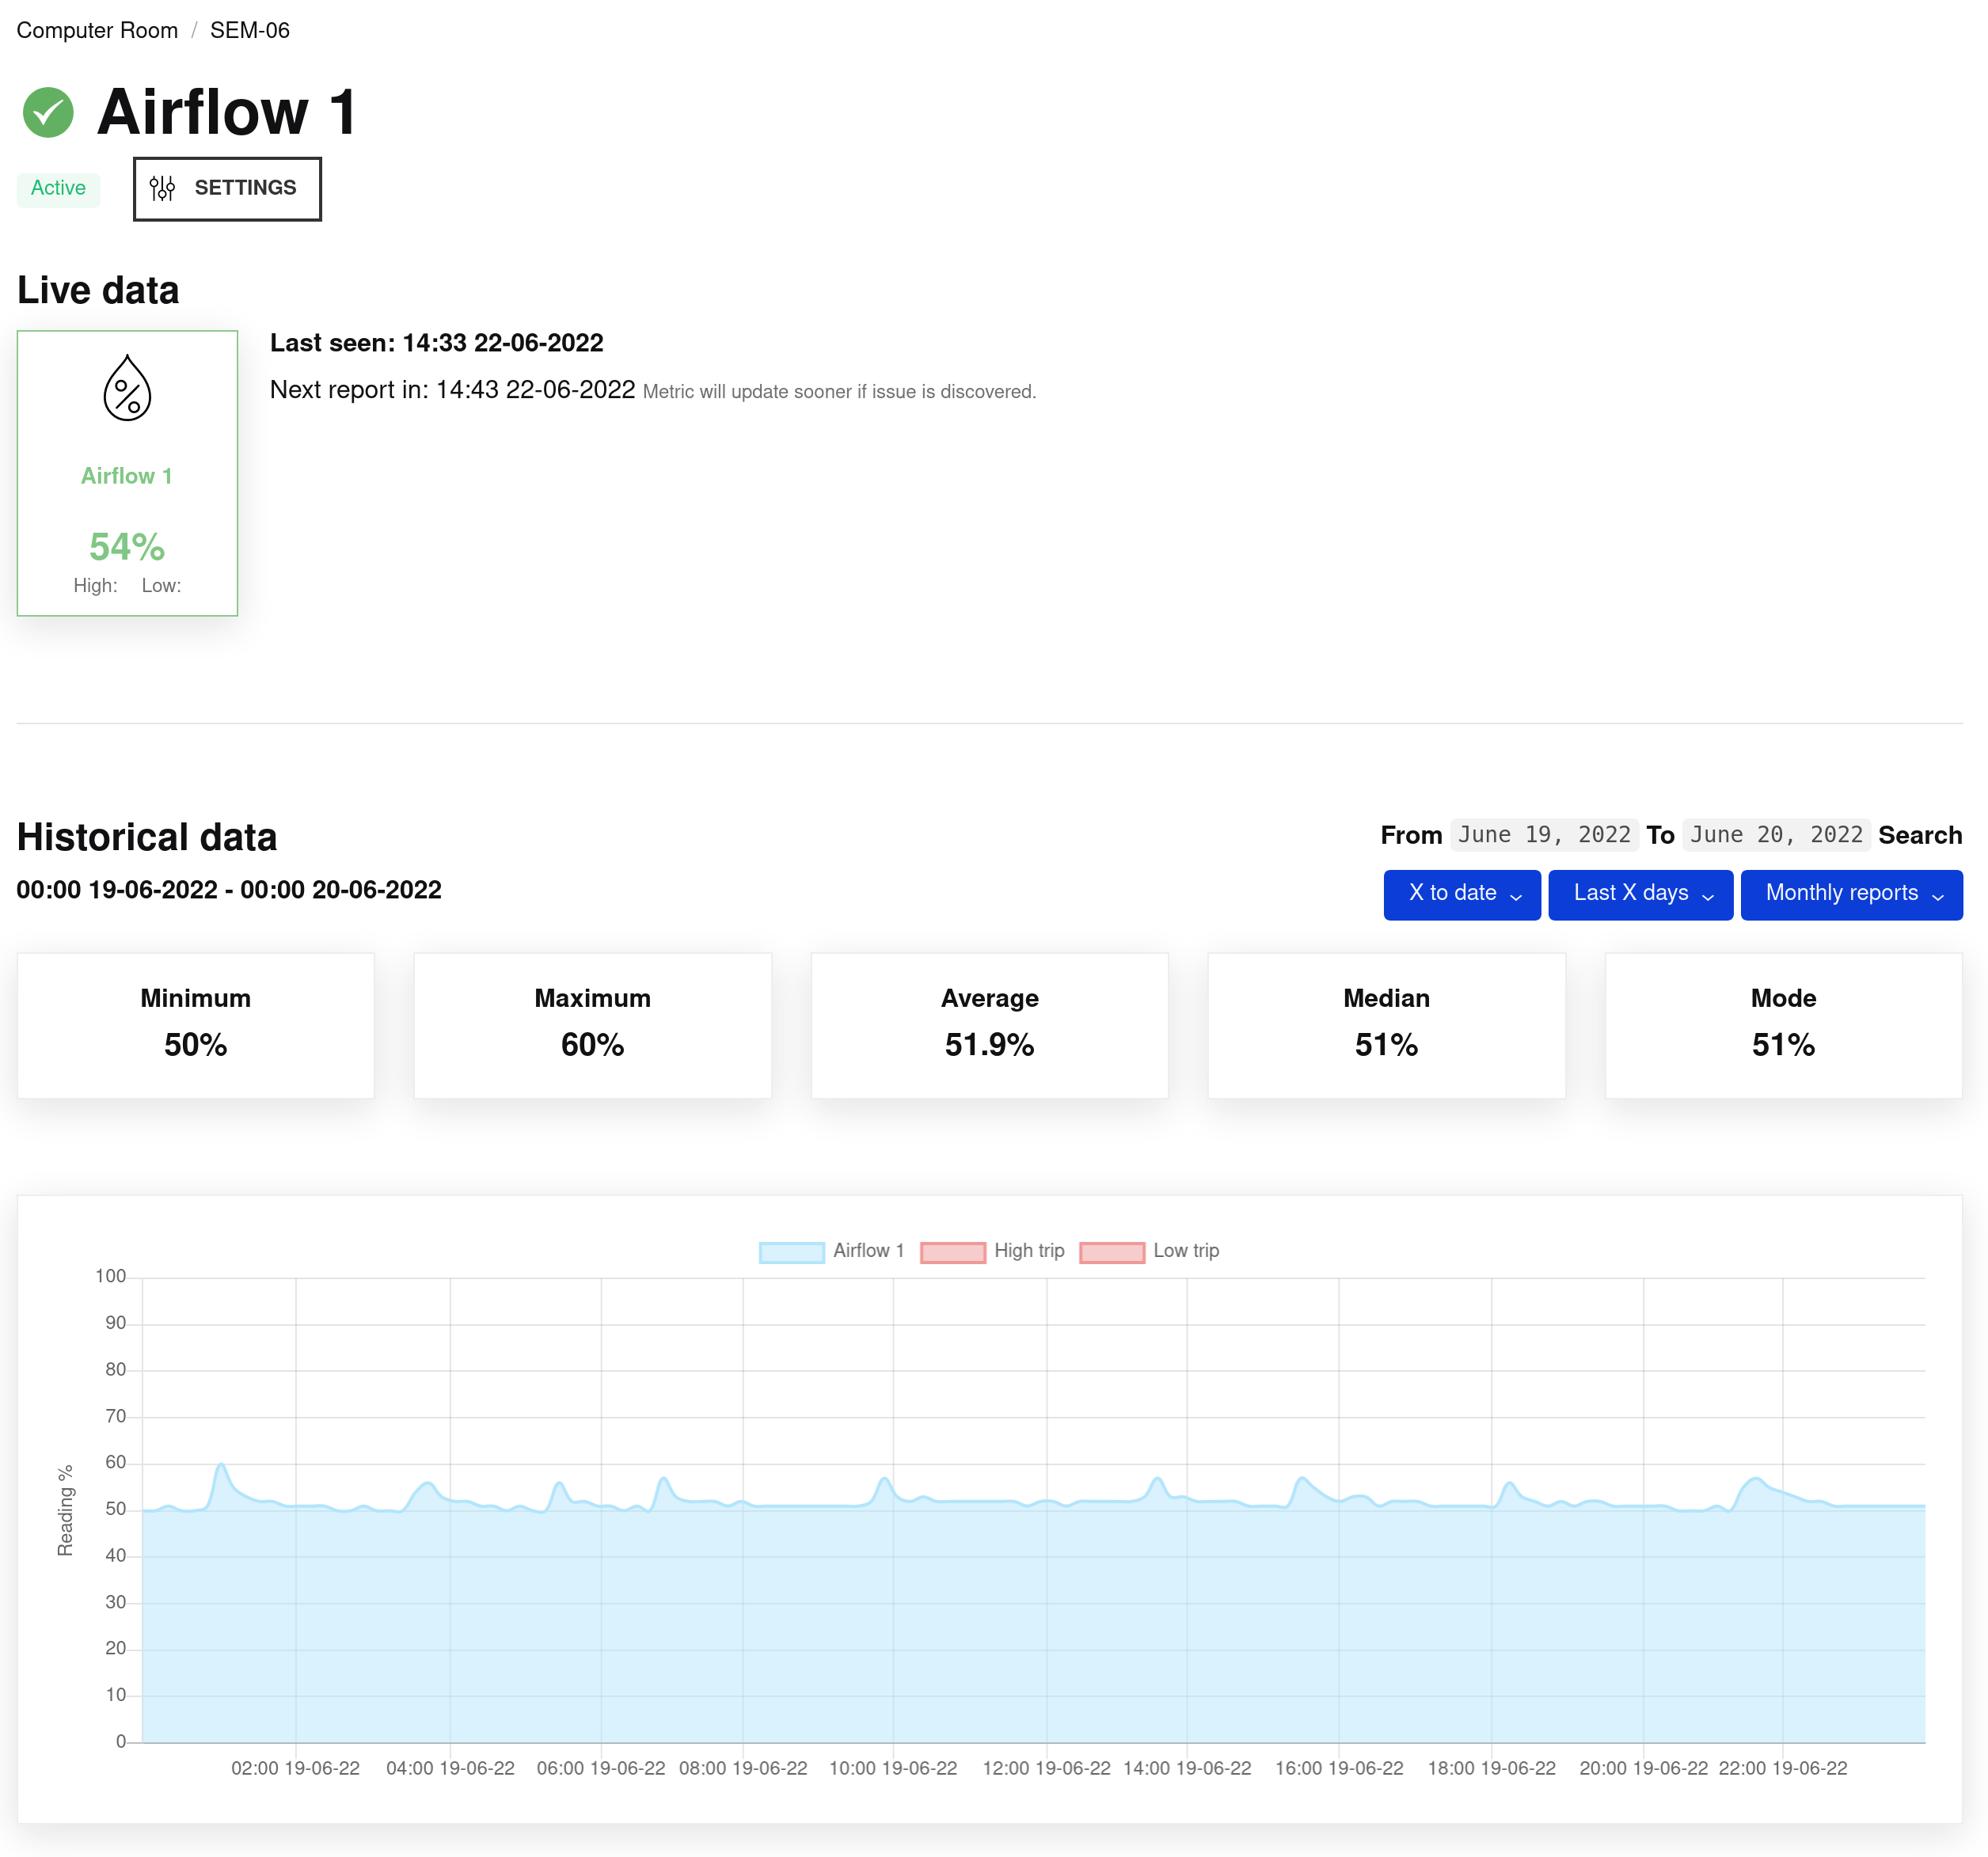 Computer Room / SEM-06
Airflow 1
Active
SETTINGS
Live data
Airflow 1
54%
High: Low:
Last seen: 14:33 22-06-2022
Next report in: 14:43 22-06-2022 Metric will update sooner if issue is discovered.
Historical data
00:00 19-06-2022 - 00:00 20-06-2022
From June 19, 2022 To June 20, 2022 Search
X to date
Last X days
Monthly reports
Minimum
50%
Maximum
60%
Average
51.9%
Median
51%
Mode
51%
Airflow 1 High trip Low trip
Reading %
100
90
80
70
60
50
40
30
20
10
0
02:00 19-06-22 04:00 19-06-22 06:00 19-06-22 08:00 19-06-22 10:00 19-06-22 12:00 19-06-22 14:00 19-06-22 16:00 19-06-22 18:00 19-06-22 20:00 19-06-22 22:00 19-06-22